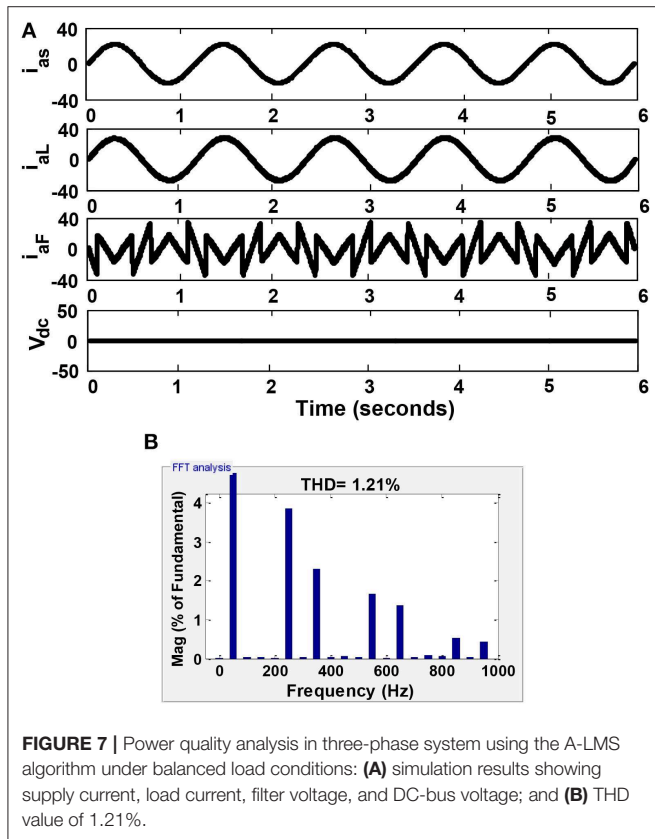 A
40
0
-40
i_as
0 1 2 3 4 5 6
40
0
-40
i_aL
0 1 2 3 4 5 6
40
0
-40
i_aF
0 1 2 3 4 5 6
50
0
-50
V_dc
0 1 2 3 4 5 6
Time (seconds)
B
FFT analysis
THD= 1.21%
4
3
2
1
0
Mag (% of Fundamental)
0 200 400 600 800 1000
Frequency (Hz)
FIGURE 7 | Power quality analysis in three-phase system using the A-LMS
algorithm under balanced load conditions: (A) simulation results showing
supply current, load current, filter voltage, and DC-bus voltage; and (B) THD
value of 1.21%.